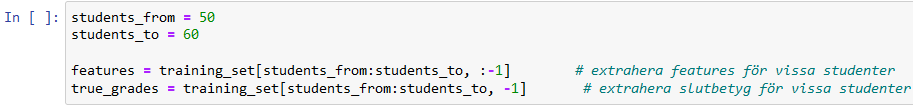 In [ ]: students_from = 50
students_to = 60
features = training_set[students_from:students_to, :-1] # extrahera features för vissa studenter
true_grades = training_set[students_from:students_to, -1] # extrahera slutbetyg för vissa studenter